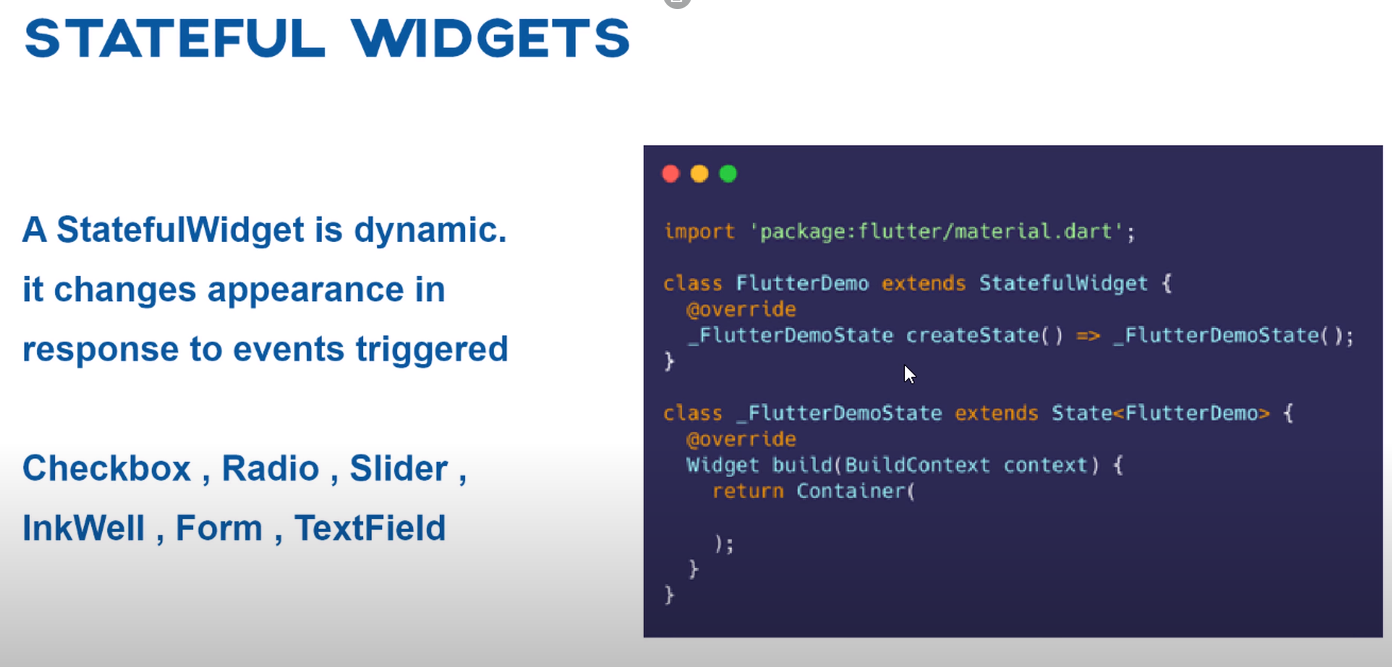 STATEFUL WIDGETS
A StatefulWidget is dynamic.
it changes appearance in
response to events triggered
Checkbox , Radio , Slider ,
InkWell , Form , TextField
import 'package:flutter/material.dart';
class FlutterDemo extends StatefulWidget {
@override
_FlutterDemoState createState() => _FlutterDemoState();
}
class _FlutterDemoState extends State<FlutterDemo> {
@override
Widget build(BuildContext context) {
return Container(
);
}
}